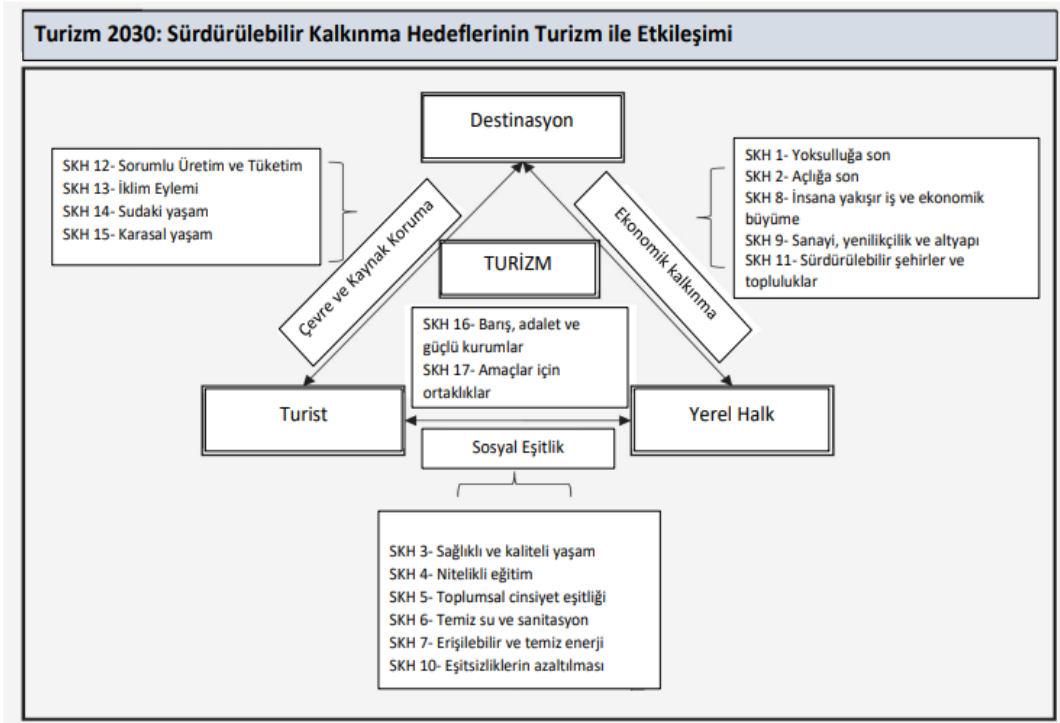 Turizm 2030: Sürdürülebilir Kalkınma Hedeflerinin Turizm ile Etkileşimi
Destinasyon
SKH 12- Sorumlu Üretim ve Tüketim
SKH 13- İklim Eylemi
SKH 14- Sudaki yaşam
SKH 15- Karasal yaşam
SKH 1- Yoksulluğa son
SKH 2- Açlığa son
SKH 8- İnsana yakışır iş ve ekonomik
büyüme
SKH 9- Sanayi, yenilikçilik ve altyapı
SKH 11- Sürdürülebilir şehirler ve
topluluklar
Çevre ve Kaynak Koruma
Ekonomik kalkınma
TURİZM
SKH 16- Barış, adalet ve
güçlü kurumlar
SKH 17- Amaçlar için
ortaklıklar
Turist
Yerel Halk
Sosyal Eşitlik
SKH 3- Sağlıklı ve kaliteli yaşam
SKH 4- Nitelikli eğitim
SKH 5- Toplumsal cinsiyet eşitliği
SKH 6- Temiz su ve sanitasyon
SKH 7- Erişilebilir ve temiz enerji
SKH 10- Eşitsizliklerin azaltılması